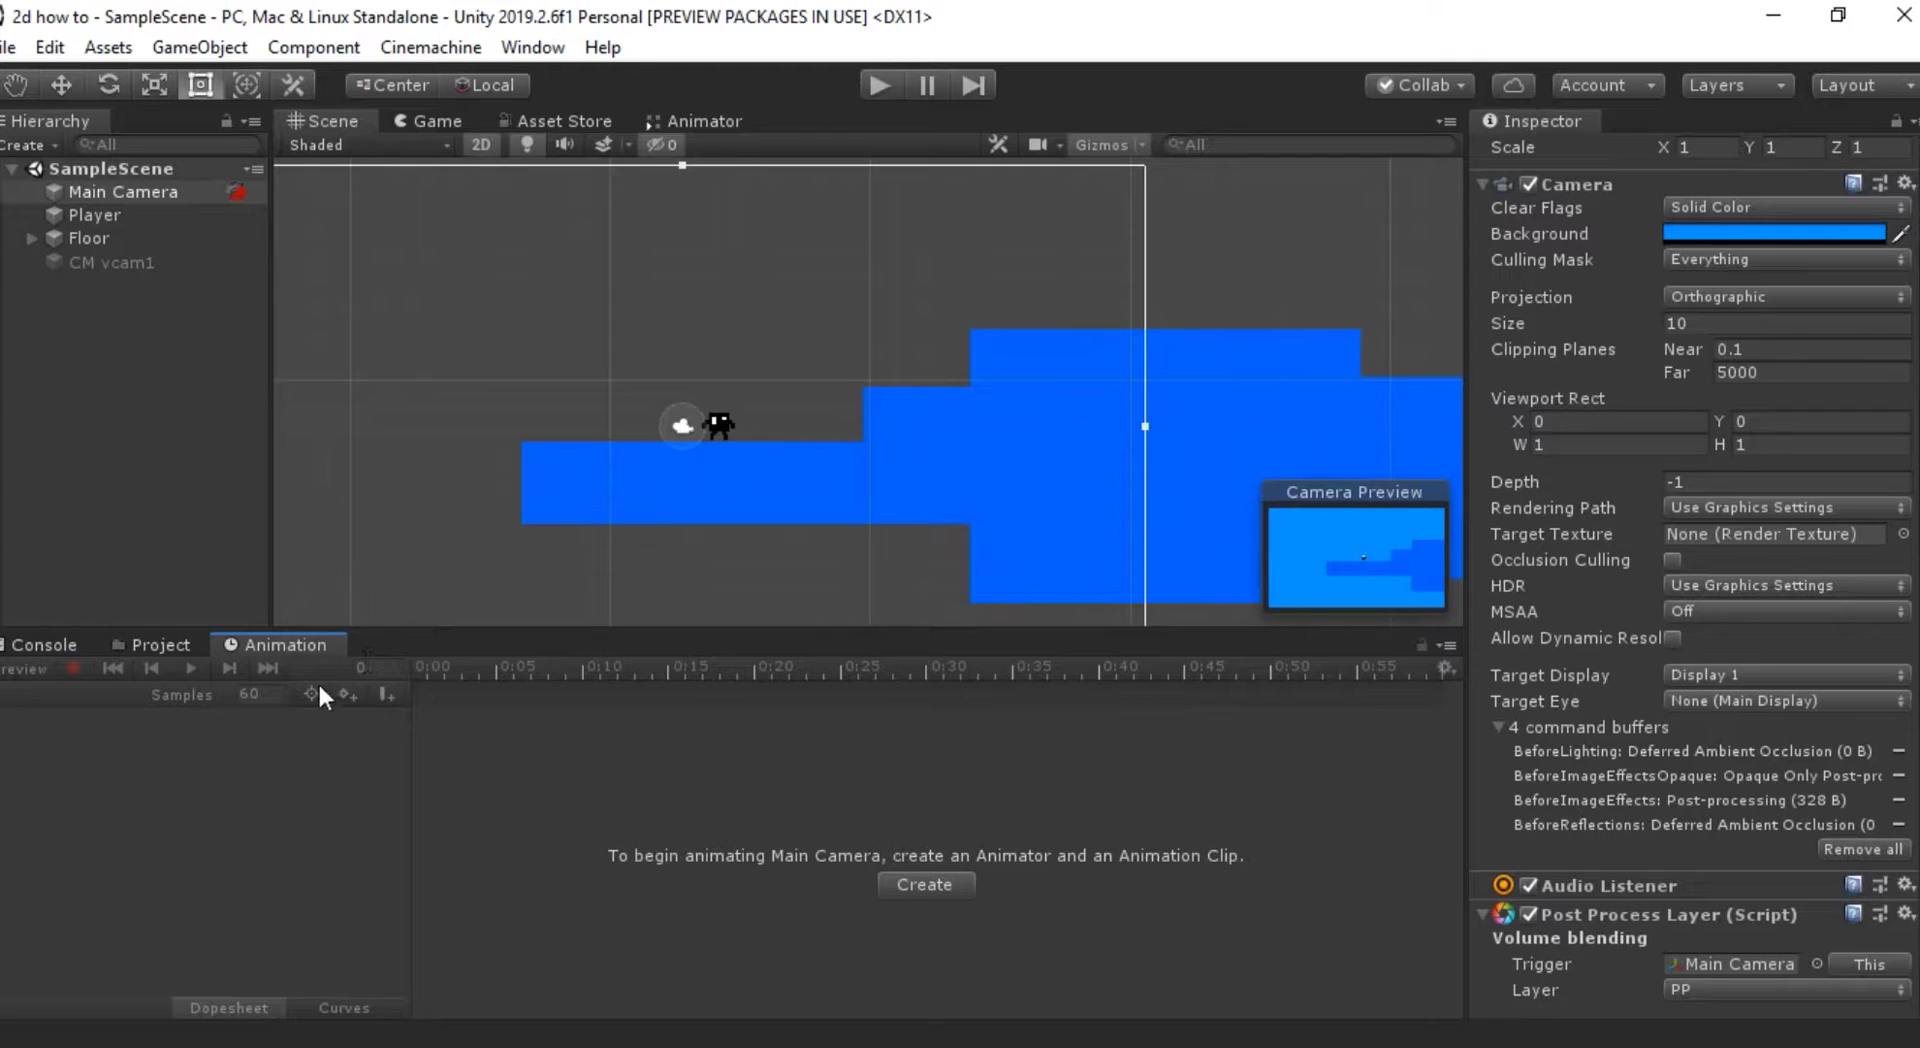 2d how to - SampleScene - PC, Mac & Linux Standalone - Unity 2019.2.6f1 Personal [PREVIEW PACKAGES IN USE] <DX11>
ile Edit Assets GameObject Component Cinemachine Window Help
Center Local Collab Account Layers Layout
Hierarchy
Create All
SampleScene
Main Camera
Player
Floor
CM vcam1
Scene Game Asset Store Animator
Shaded 2D 0 Gizmos All
Camera Preview
Console Project Animation
review 0. 0:00 0:05 0:10 0:15 0:20 0:25 0:30 0:35 0:40 0:45 0:50 0:55
Samples 60
To begin animating Main Camera, create an Animator and an Animation Clip.
Create
Dopesheet Curves
Inspector
Scale X 1 Y 1 Z 1
Camera
Clear Flags Solid Color
Background
Culling Mask Everything
Projection Orthographic
Size 10
Clipping Planes Near 0.1
Far 5000
Viewport Rect
X 0 Y 0
W 1 H 1
Depth -1
Rendering Path Use Graphics Settings
Target Texture None (Render Texture)
Occlusion Culling
HDR Use Graphics Settings
MSAA Off
Allow Dynamic Resol
Target Display Display 1
Target Eye None (Main Display)
4 command buffers
BeforeLighting: Deferred Ambient Occlusion (0 B)
BeforeImageEffectsOpaque: Opaque Only Post-pro
BeforeImageEffects: Post-processing (328 B)
BeforeReflections: Deferred Ambient Occlusion (0
Remove all
Audio Listener
Post Process Layer (Script)
Volume blending
Trigger Main Camera This
Layer PP